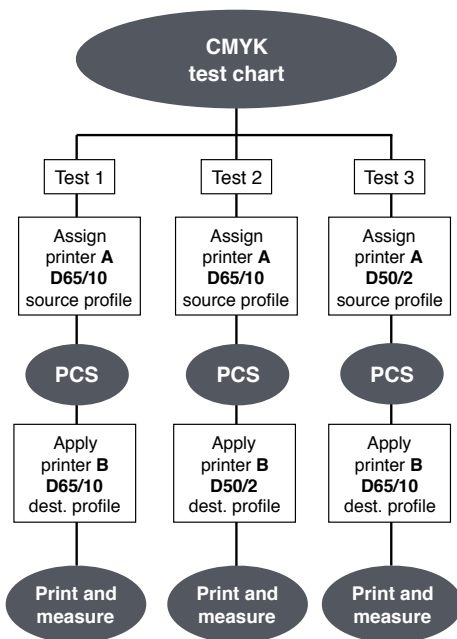 CMYK
test chart
Test 1
Test 2
Test 3
Assign
printer A
D65/10
source profile
Assign
printer A
D65/10
source profile
Assign
printer A
D50/2
source profile
PCS
PCS
PCS
Apply
printer B
D65/10
dest. profile
Apply
printer B
D50/2
dest. profile
Apply
printer B
D65/10
dest. profile
Print and
measure
Print and
measure
Print and
measure